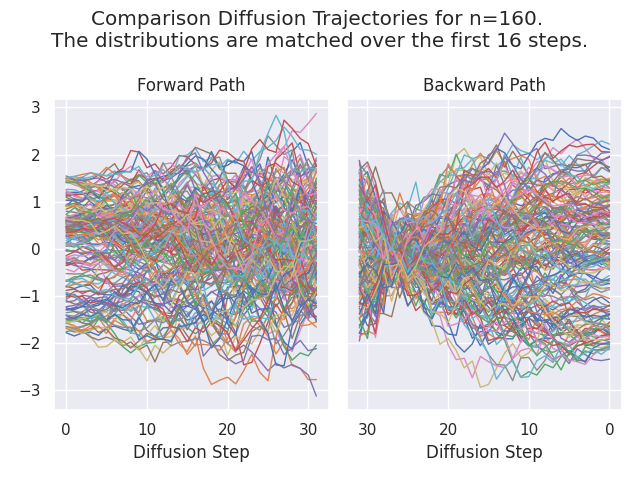 Comparison Diffusion Trajectories for n=160.
The distributions are matched over the first 16 steps.
Forward Path
Backward Path
3
2
1
0
−1
−2
−3
0 10 20 30
30 20 10 0
Diffusion Step
Diffusion Step